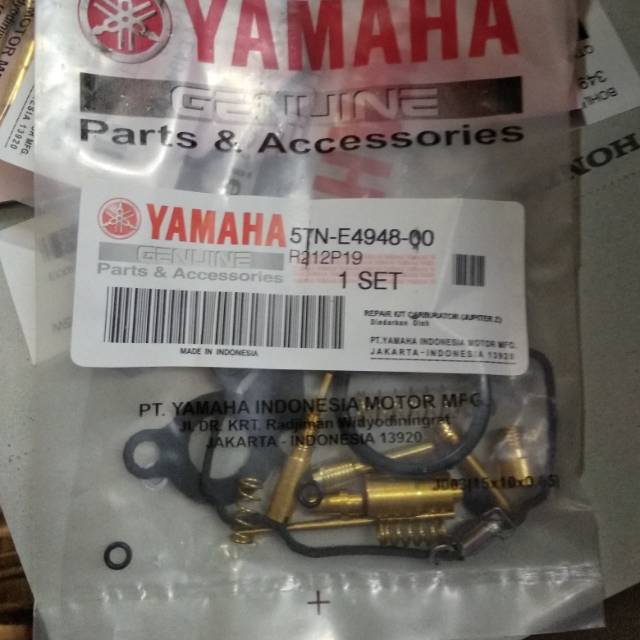 YAMAHA
GENUINE
Parts & Accessories
YAMAHA
GENUINE
Parts & Accessories
57N-E4948-00
R212P19
1 SET
REPAIR KIT CARBURATOR (JUPITER Z)
Diedarkan Oleh
PT.YAMAHA INDONESIA MOTOR MFG.
JAKARTA-INDONESIA 13920
MADE IN INDONESIA
PT. YAMAHA INDONESIA MOTOR MFG
Jl. DR. KRT. Radjiman Widyodiningrat
JAKARTA - INDONESIA 13920
HON